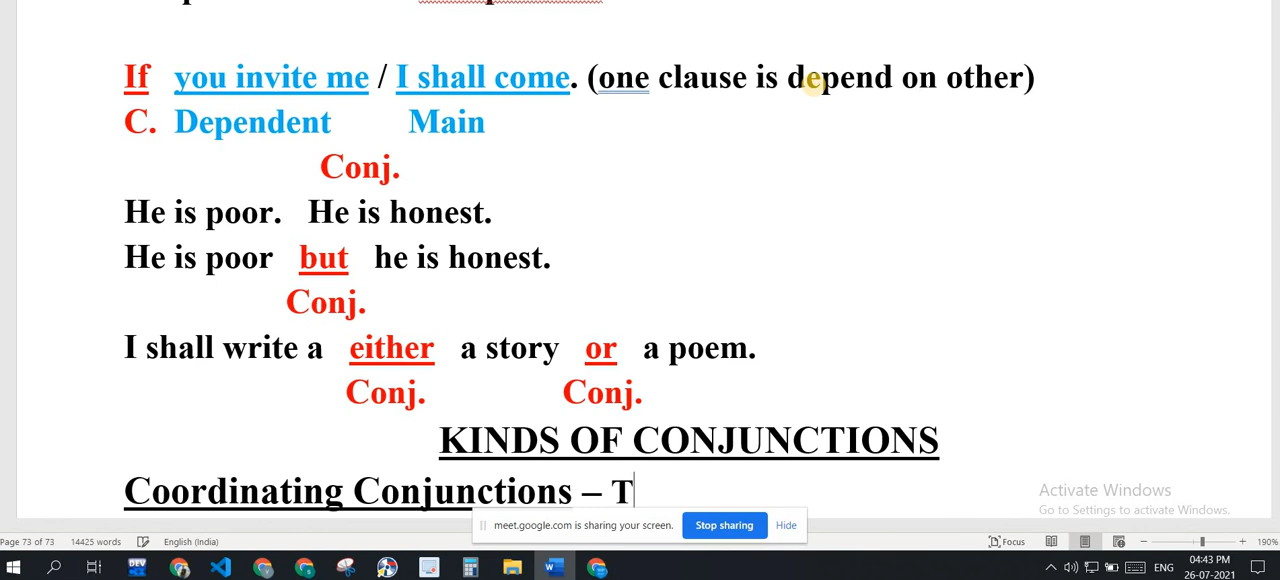 If you invite me / I shall come. (one clause is depend on other)
C. Dependent Main
Conj.
He is poor. He is honest.
He is poor but he is honest.
Conj.
I shall write a either a story or a poem.
Conj. Conj.
KINDS OF CONJUNCTIONS
Coordinating Conjunctions – T
Activate Windows
Go to Settings to activate Windows.
meet.google.com is sharing your screen. Stop sharing Hide
Page 73 of 73 14425 words English (India) Focus 190%
DEV W ENG 04:43 PM
26-07-2021